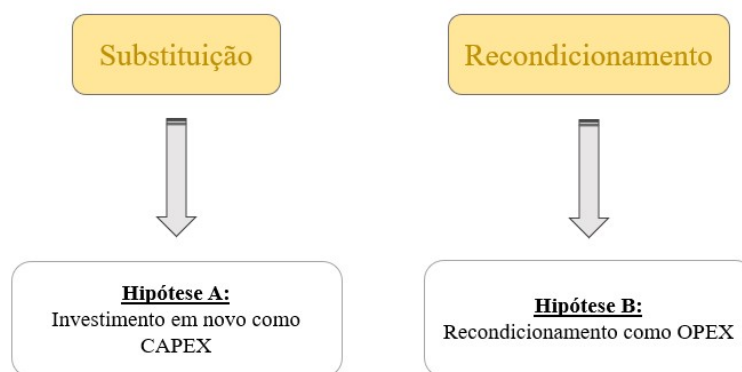 Substituição
Recondicionamento
Hipótese A:
Investimento em novo como
CAPEX
Hipótese B:
Recondicionamento como OPEX